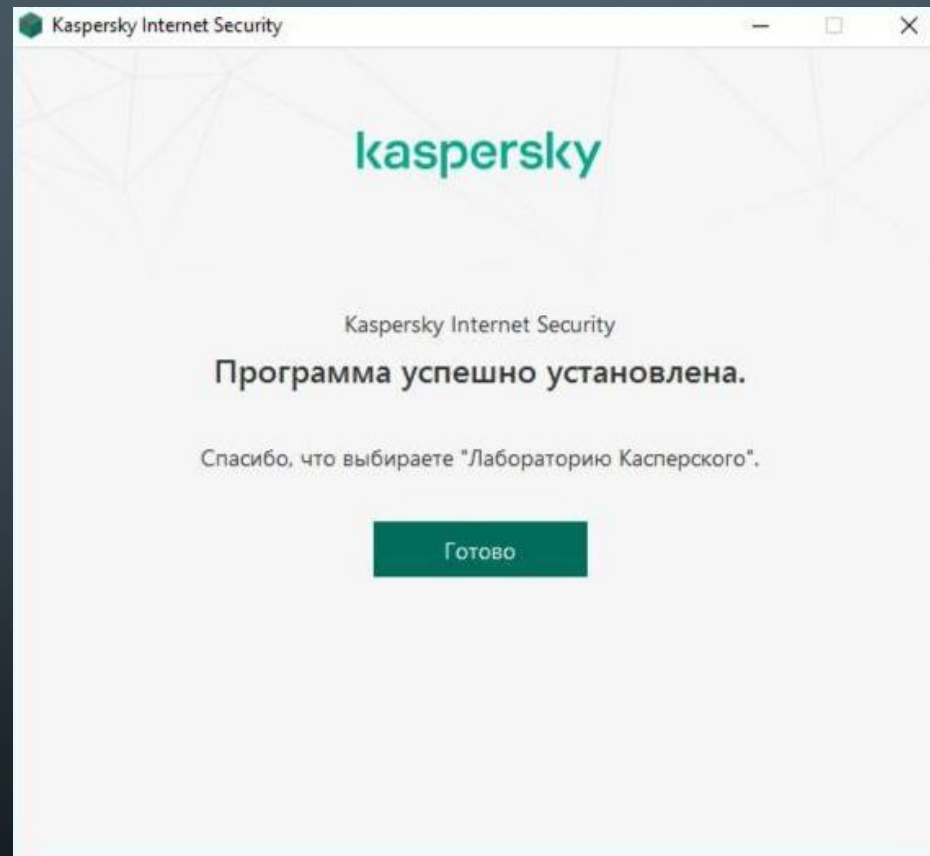 Kaspersky Internet Security
kaspersky
Kaspersky Internet Security
Программа успешно установлена.
Спасибо, что выбираете "Лабораторию Касперского".
Готово